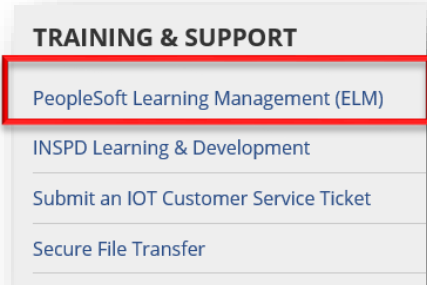 TRAINING & SUPPORT
PeopleSoft Learning Management (ELM)
INSPD Learning & Development
Submit an IOT Customer Service Ticket
Secure File Transfer